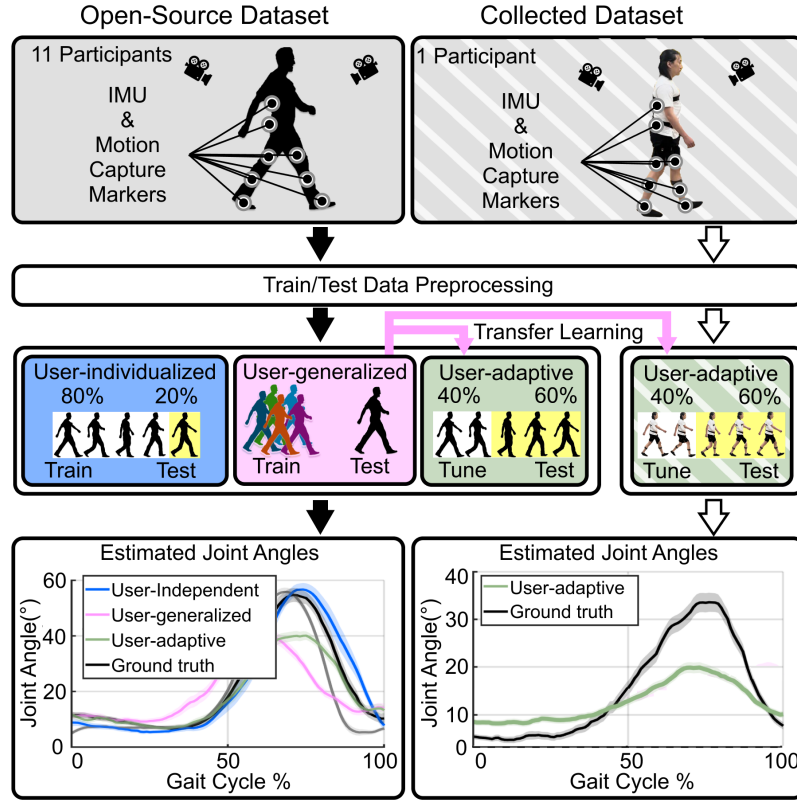 Open-Source Dataset
Collected Dataset
11 Participants
IMU
&
Motion
Capture
Markers
1 Participant
IMU
&
Motion
Capture
Markers
Train/Test Data Preprocessing
Transfer Learning
User-individualized
80% 20%
Train Test
User-generalized
Train Test
User-adaptive
40% 60%
Tune Test
User-adaptive
40% 60%
Tune Test
Estimated Joint Angles
Joint Angle(°)
60
40
20
0
User-Independent
User-generalized
User-adaptive
Ground truth
0 50 100
Gait Cycle %
Estimated Joint Angles
Joint Angle(°)
40
30
20
10
0
User-adaptive
Ground truth
0 50 100
Gait Cycle %